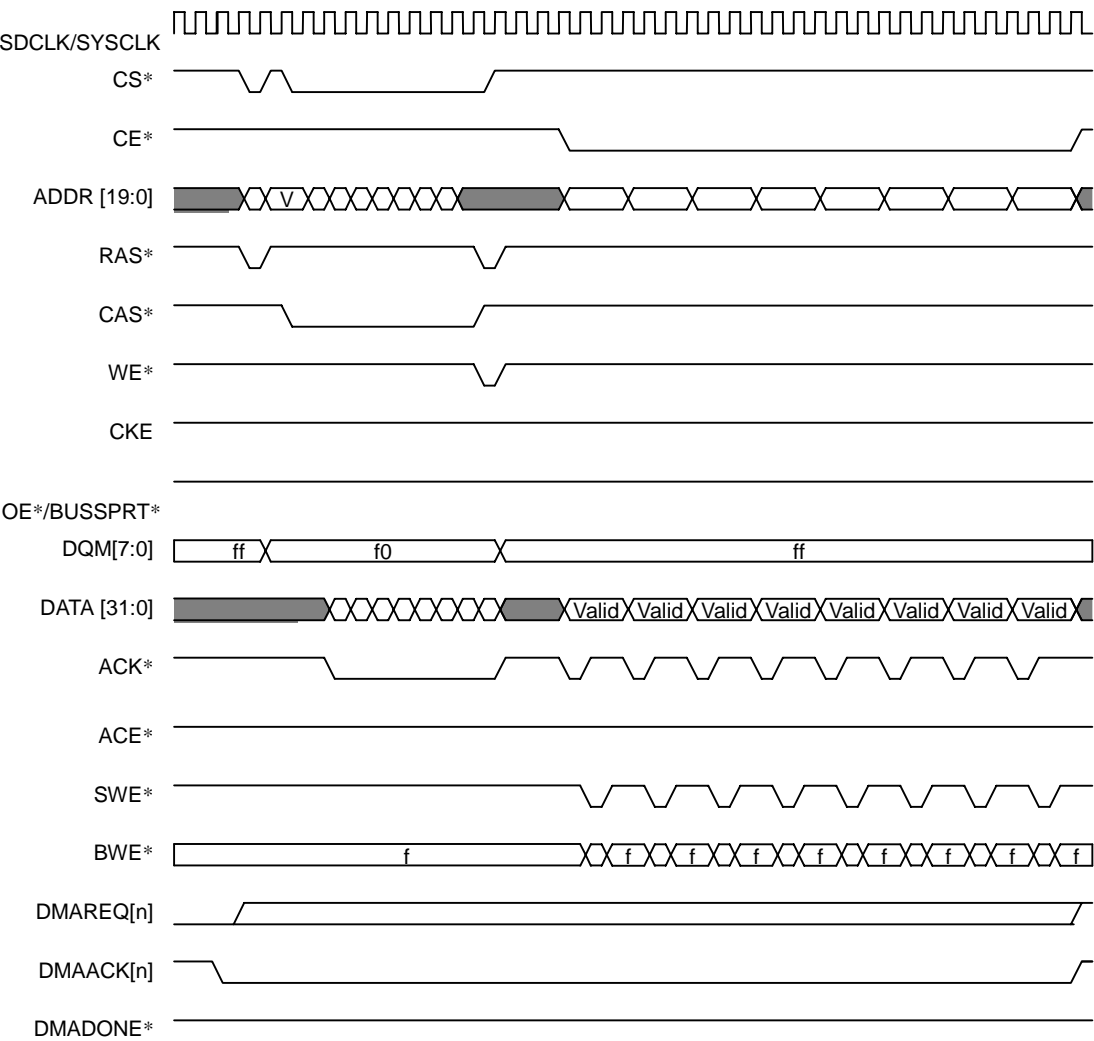 SDCLK/SYSCLK
CS*
CE*
ADDR [19:0] V
RAS*
CAS*
WE*
CKE
OE*/BUSSPRT*
DQM[7:0] ff f0 ff
DATA [31:0] Valid Valid Valid Valid Valid Valid Valid Valid
ACK*
ACE*
SWE*
BWE* f f f f f f f f f
DMAREQ[n]
DMAACK[n]
DMADONE*